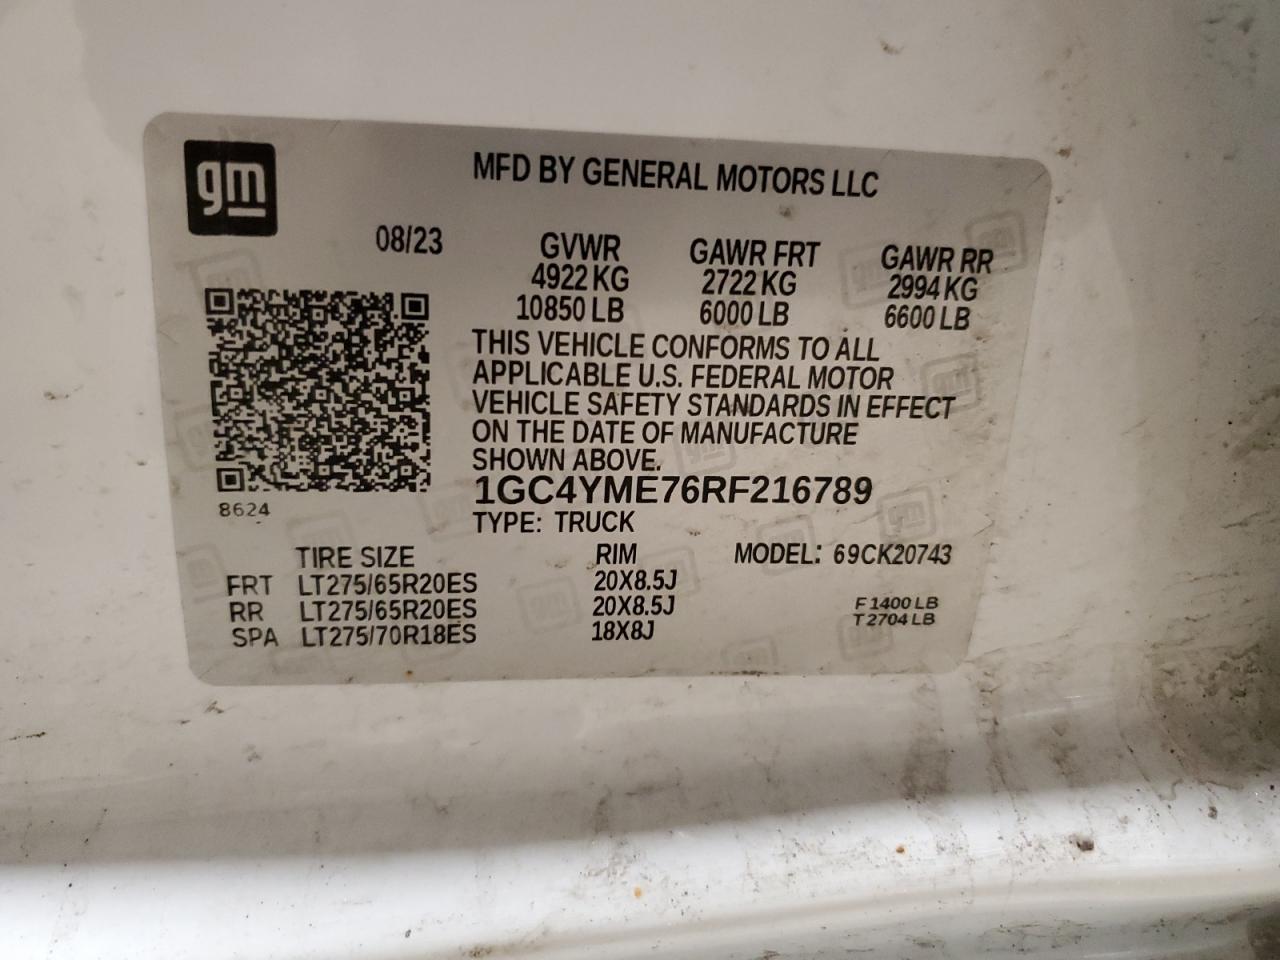 gm
MFD BY GENERAL MOTORS LLC
08/23 GVWR GAWR FRT GAWR RR
4922 KG 2722 KG 2994 KG
10850 LB 6000 LB 6600 LB
THIS VEHICLE CONFORMS TO ALL
APPLICABLE U.S. FEDERAL MOTOR
VEHICLE SAFETY STANDARDS IN EFFECT
ON THE DATE OF MANUFACTURE
SHOWN ABOVE.
1GC4YME76RF216789
8624
TYPE: TRUCK
TIRE SIZE RIM MODEL: 69CK20743
FRT LT275/65R20ES 20X8.5J
RR LT275/65R20ES 20X8.5J F 1400 LB
SPA LT275/70R18ES 18X8J T 2704 LB